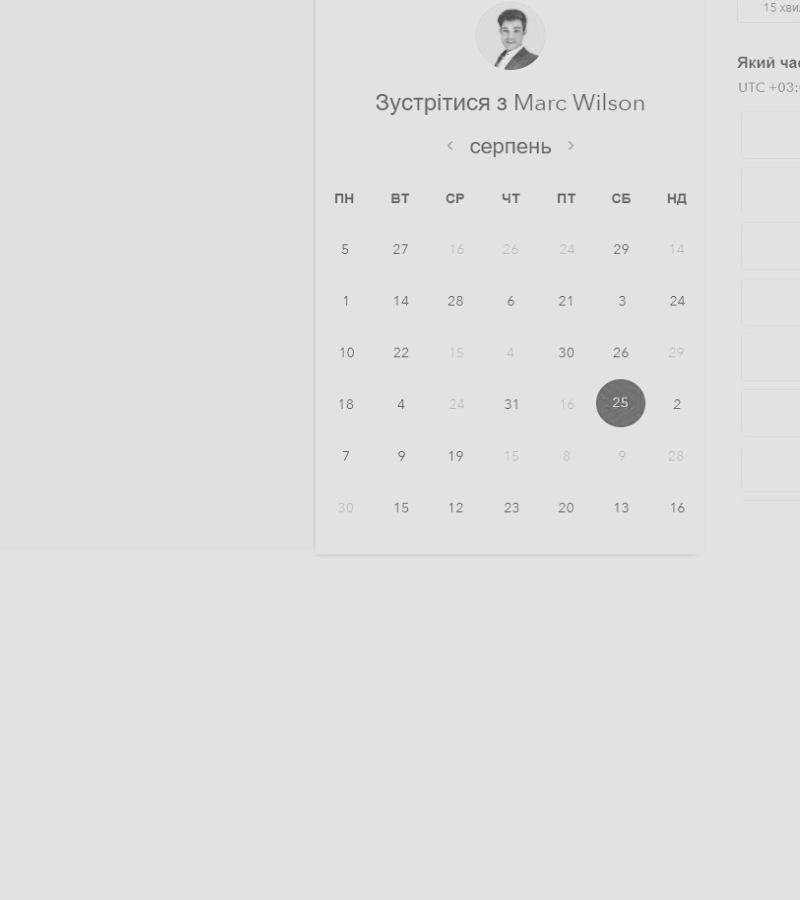 15 хви
Який ча
UTC +03:
Зустрітися з Marc Wilson
серпень
ПН ВТ СР ЧТ ПТ СБ НД
5 27 16 26 24 29 14
1 14 28 6 21 3 24
10 22 15 4 30 26 29
18 4 24 31 16 25 2
7 9 19 15 8 9 28
30 15 12 23 20 13 16